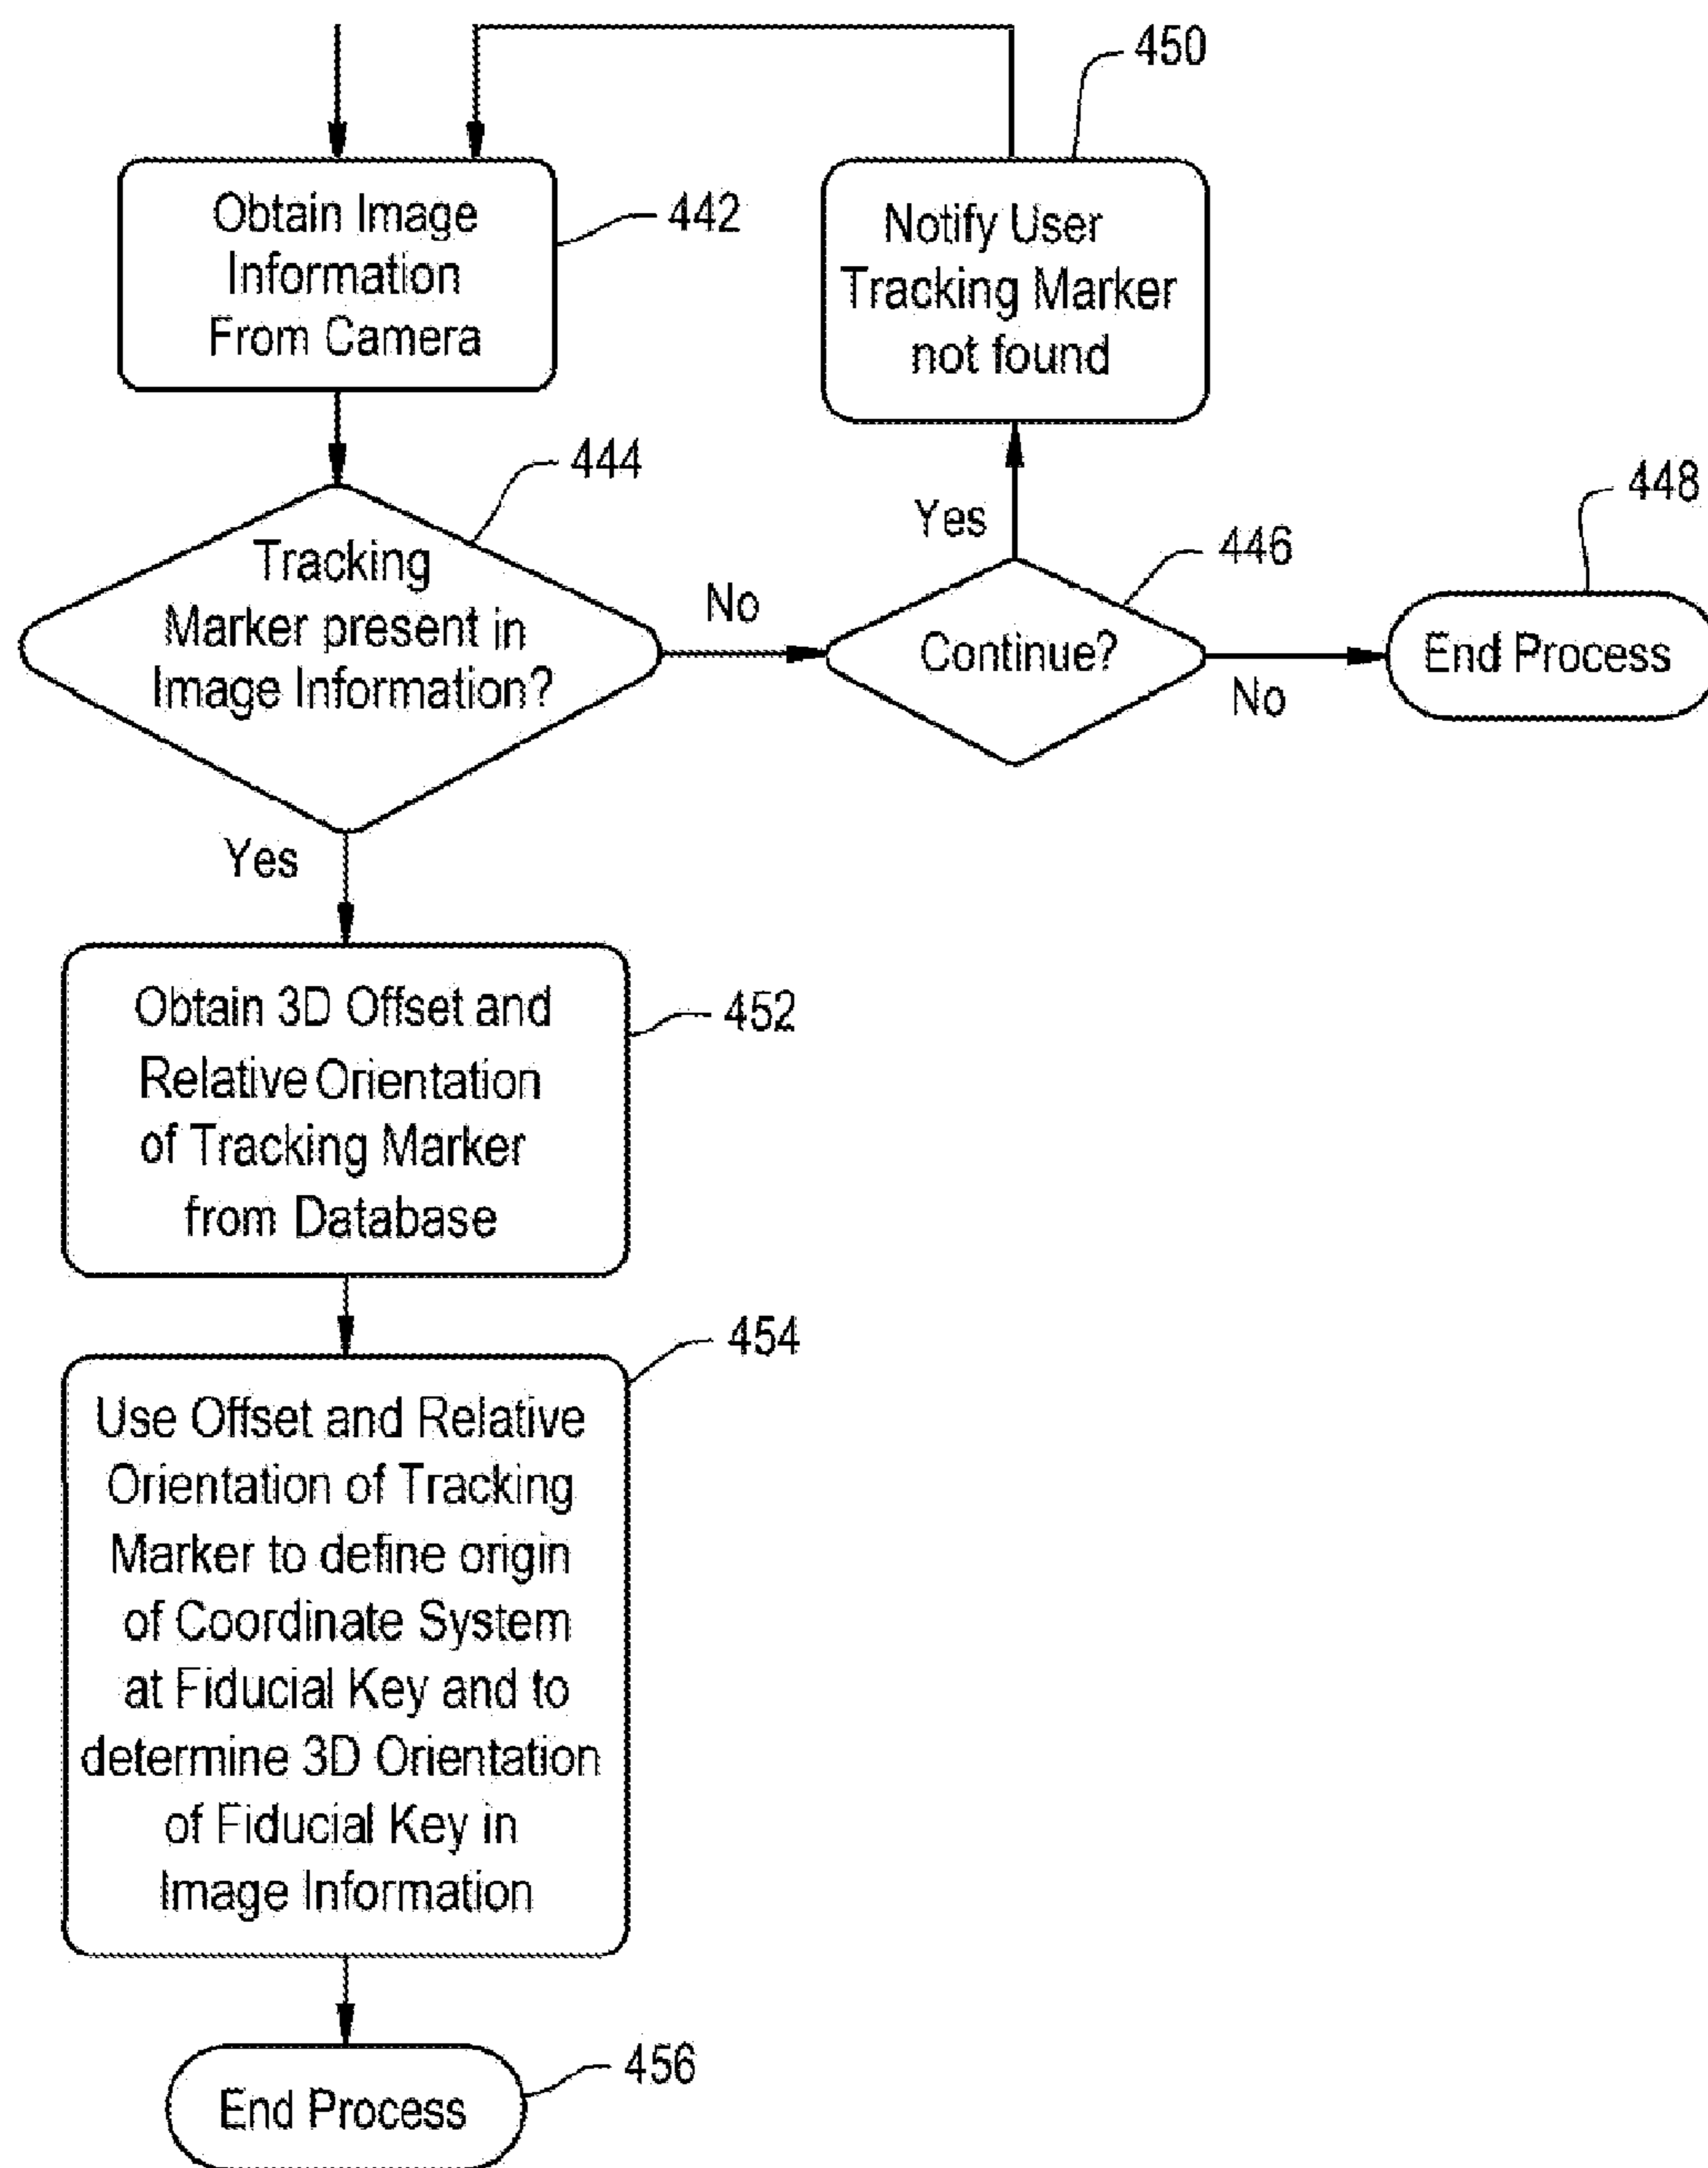 450
Obtain Image
Information
From Camera
442
Notify User
Tracking Marker
not found
444
Tracking
Marker present in
Image Information?
No
Yes
446
Continue?
No
448
End Process
Yes
Obtain 3D Offset and
Relative Orientation
of Tracking Marker
from Database
452
454
Use Offset and Relative
Orientation of Tracking
Marker to define origin
of Coordinate System
at Fiducial Key and to
determine 3D Orientation
of Fiducial Key in
Image Information
456
End Process